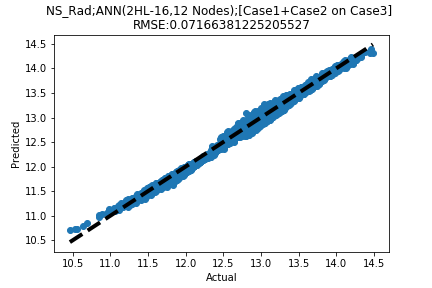 NS_Rad;ANN(2HL-16,12 Nodes);[Case1+Case2 on Case3]
RMSE:0.07166381225205527
14.5
14.0
13.5
13.0
12.5
12.0
11.5
11.0
10.5
Predicted
10.5 11.0 11.5 12.0 12.5 13.0 13.5 14.0 14.5
Actual